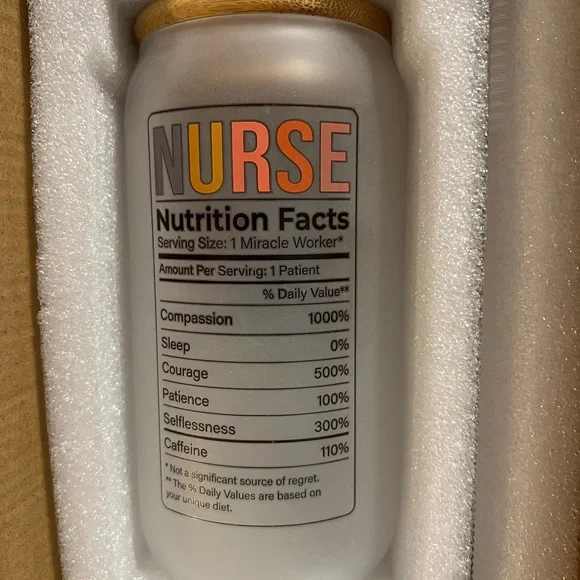 NURSE
Nutrition Facts
Serving Size: 1 Miracle Worker*
Amount Per Serving: 1 Patient
% Daily Value**
Compassion 1000%
Sleep 0%
Courage 500%
Patience 100%
Selflessness 300%
Caffeine 110%
*Not a significant source of regret.
**The % Daily Values are based on
your unique diet.